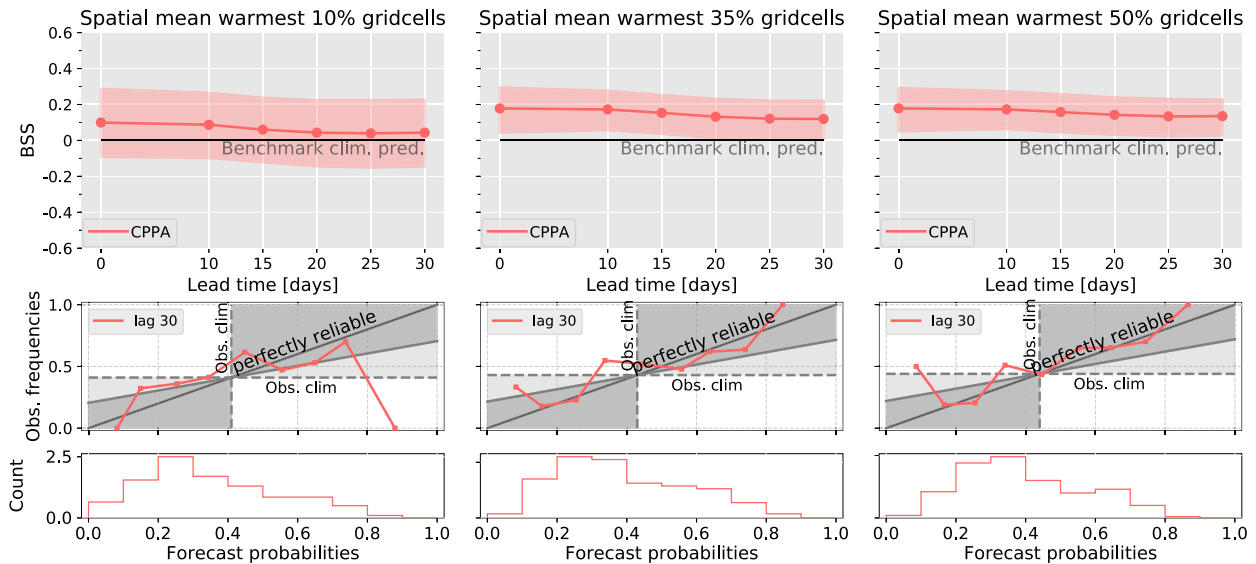 Spatial mean warmest 10% gridcells
Spatial mean warmest 35% gridcells
Spatial mean warmest 50% gridcells
BSS
0.6
0.4
0.2
0
-0.2
-0.4
-0.6
Benchmark clim. pred.
Benchmark clim. pred.
Benchmark clim. pred.
CPPA
CPPA
CPPA
0 10 15 20 25 30
0 10 15 20 25 30
0 10 15 20 25 30
Lead time [days]
Lead time [days]
Lead time [days]
Obs. frequencies
1.0
0.5
0.0
lag 30
Obs. clim
perfectly reliable
Obs. clim
lag 30
Obs. clim
perfectly reliable
Obs. clim
lag 30
Obs. clim
perfectly reliable
Obs. clim
Count
2.5
0.0
0.0 0.2 0.4 0.6 0.8 1.0
0.0 0.2 0.4 0.6 0.8 1.0
0.0 0.2 0.4 0.6 0.8 1.0
Forecast probabilities
Forecast probabilities
Forecast probabilities